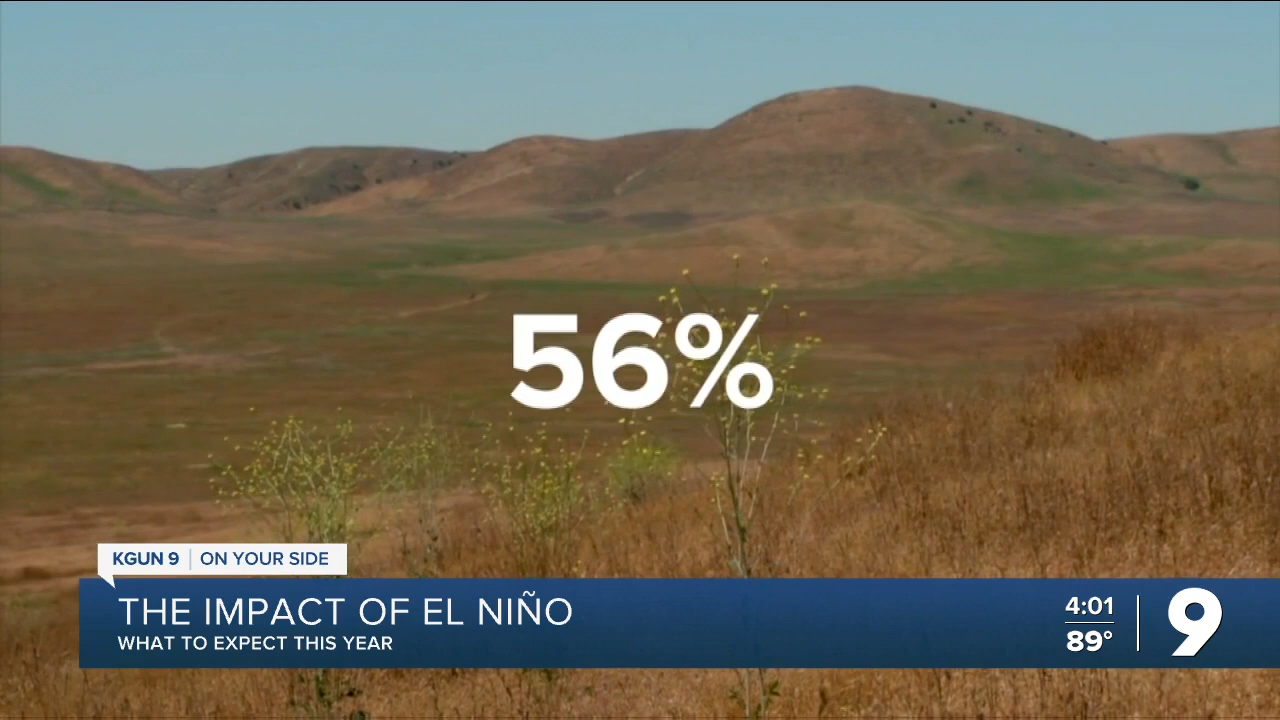 56%
KGUN 9 | ON YOUR SIDE
THE IMPACT OF EL NIÑO
WHAT TO EXPECT THIS YEAR
4:01
89°
9